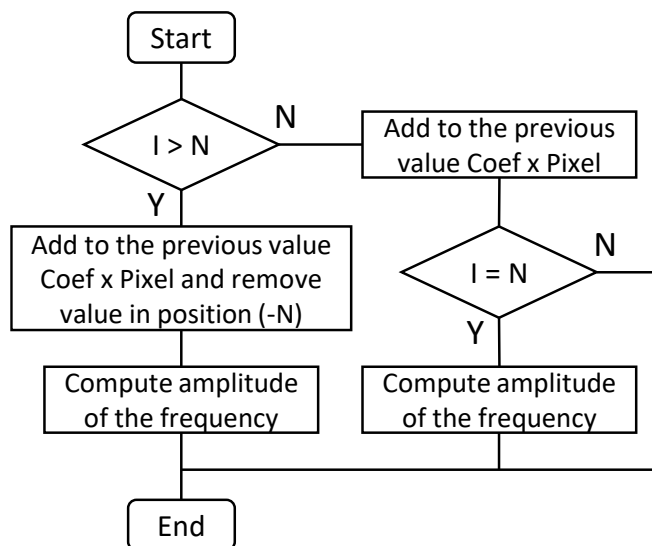 Start
I > N
N
Y
Add to the previous
value Coef x Pixel
Add to the previous value
Coef x Pixel and remove
value in position (-N)
I = N
N
Y
Compute amplitude
of the frequency
Compute amplitude
of the frequency
End